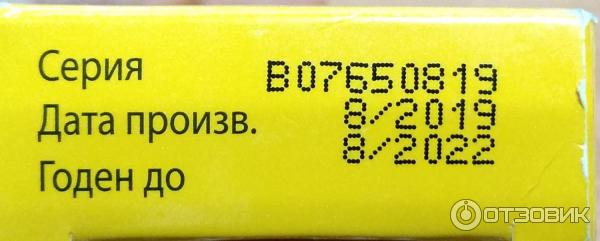 Серия B07650819
Дата произв. 8/2019
Годен до 8/2022
ОТЗОВИК